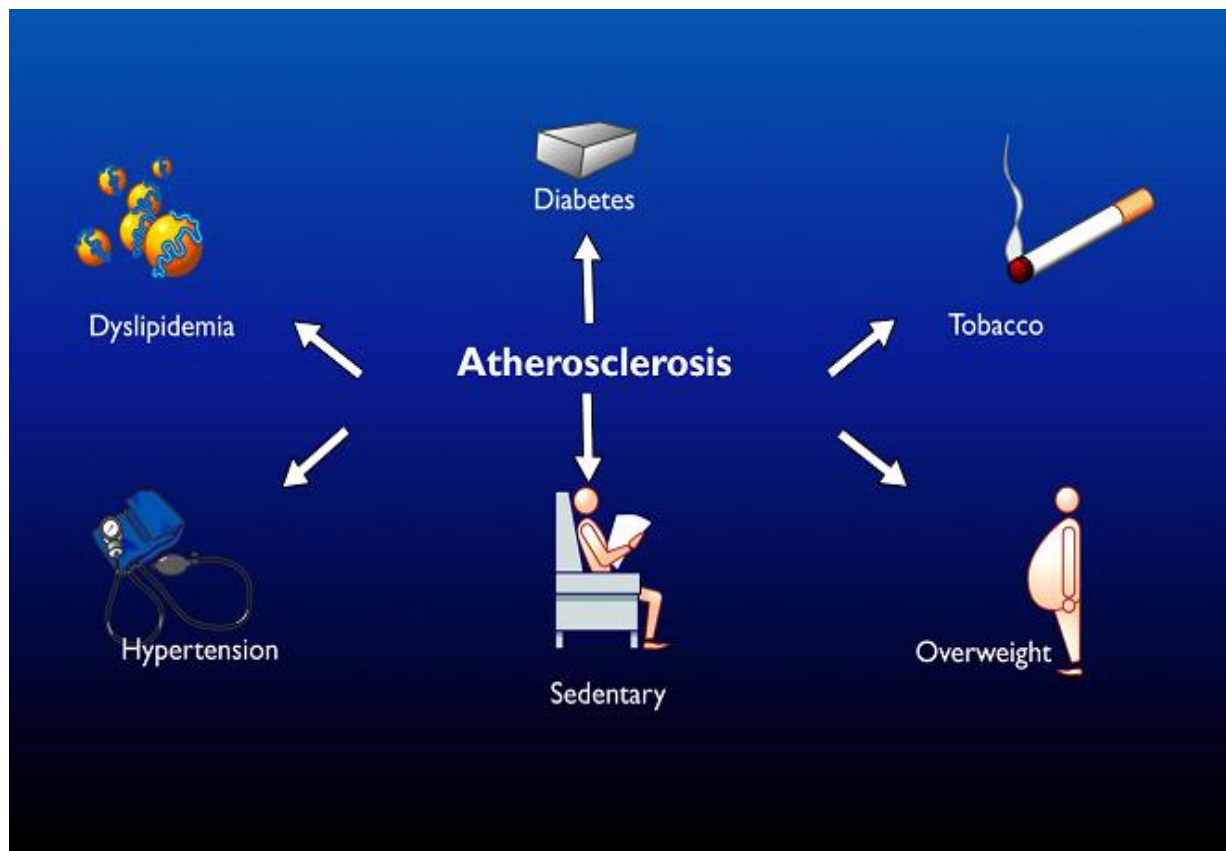 Diabetes
Dyslipidemia
Tobacco
Atherosclerosis
Hypertension
Overweight
Sedentary